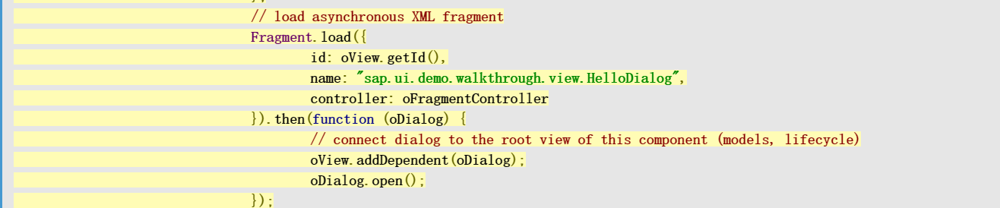 };
// load asynchronous XML fragment
Fragment.load({
id: oView.getId(),
name: "sap.ui.demo.walkthrough.view.HelloDialog",
controller: oFragmentController
}).then(function (oDialog) {
// connect dialog to the root view of this component (models, lifecycle)
oView.addDependent(oDialog);
oDialog.open();
});